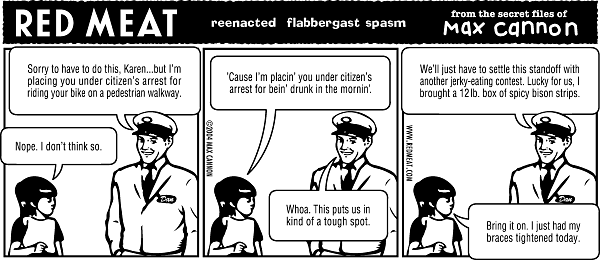 RED MEAT
reenacted flabbergast spasm
from the secret files of
Max cannon
Sorry to have to do this, Karen...but I'm
placing you under citizen's arrest for
riding your bike on a pedestrian walkway.
Nope. I don't think so.
Dan
©2004 MAX CANNON
'Cause I'm placin' you under citizen's
arrest for bein' drunk in the mornin'.
Whoa. This puts us in
kind of a tough spot.
WWW.REDMEAT.COM
We'll just have to settle this standoff with
another jerky-eating contest. Lucky for us, I
brought a 12 lb. box of spicy bison strips.
Dan
Bring it on. I just had my
braces tightened today.